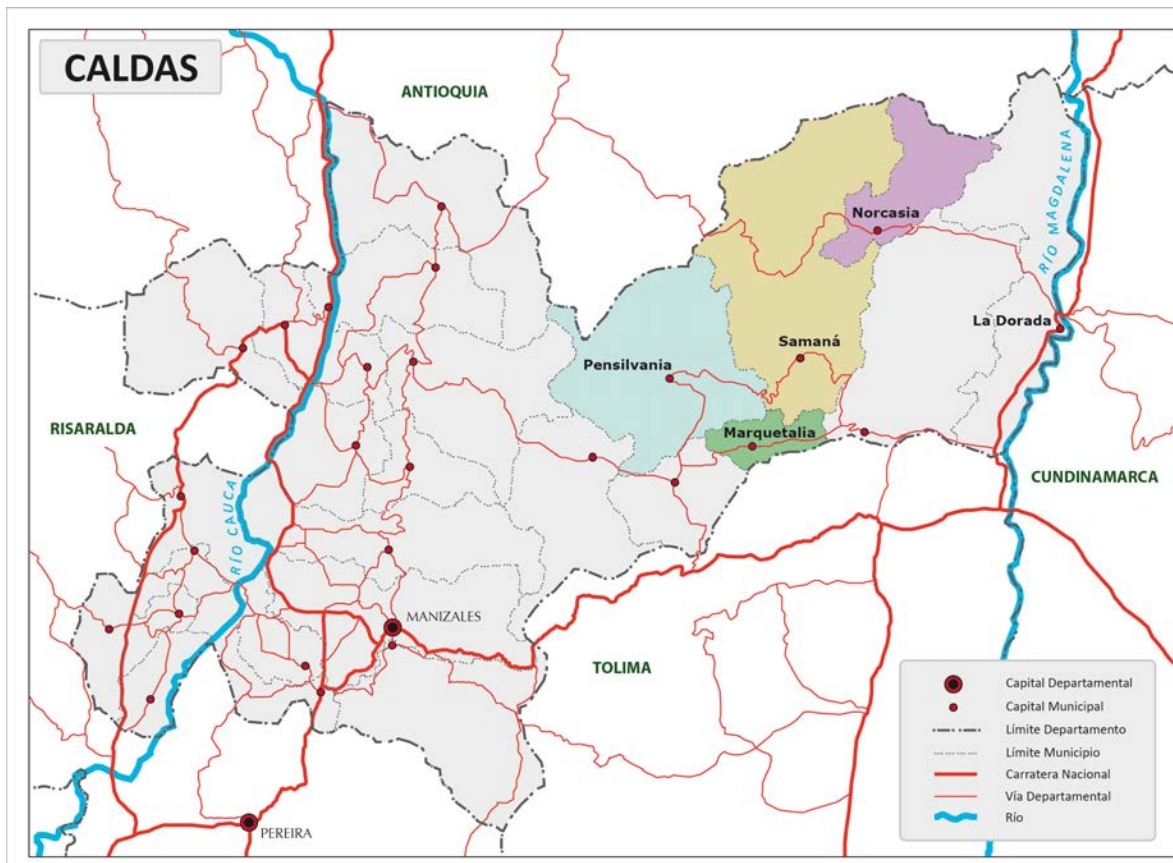 CALDAS
ANTIOQUIA
RÍO MAGDALENA
Norcasia
La Dorada
Samaná
Pensilvania
RISARALDA
Marquetalia
CUNDINAMARCA
RÍO CAUCA
MANIZALES
TOLIMA
PEREIRA
Capital Departamental
Capital Municipal
Límite Departamento
Límite Municipio
Carratera Nacional
Vía Departamental
Río